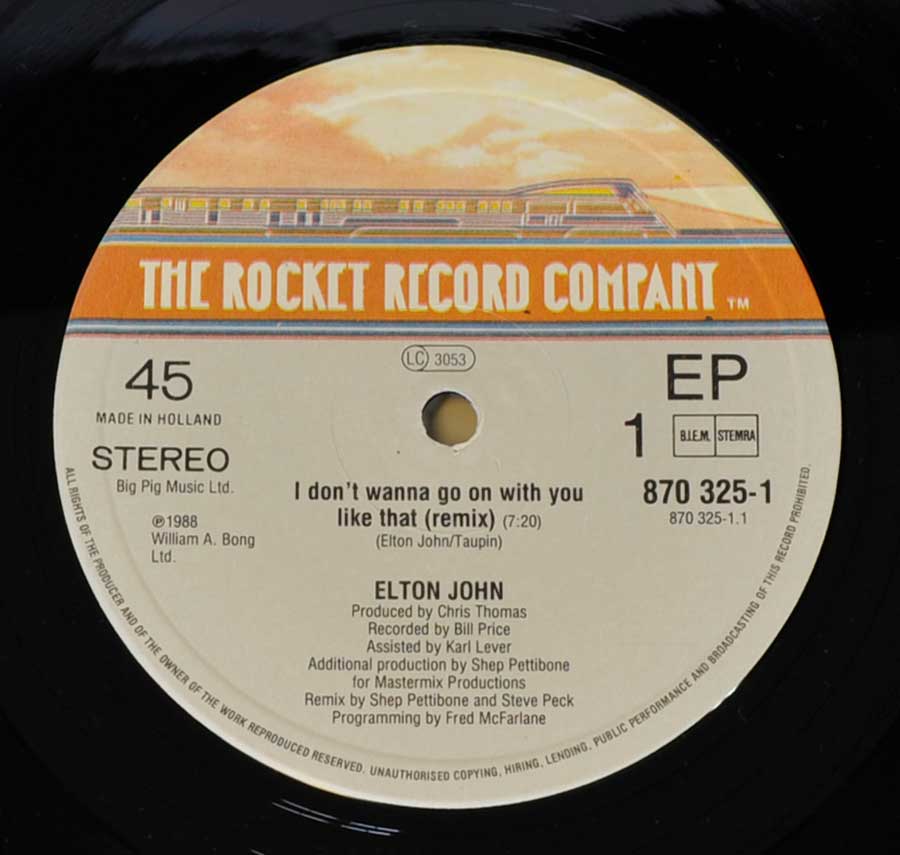 THE ROCKET RECORD COMPANY TM
LC 3053
45
MADE IN HOLLAND
STEREO
Big Pig Music Ltd.
℗1988
William A. Bong
Ltd.
EP
1
B.I.E.M. STEMRA
870 325-1
870 325-1.1
I don't wanna go on with you
like that (remix) (7:20)
(Elton John/Taupin)
ELTON JOHN
Produced by Chris Thomas
Recorded by Bill Price
Assisted by Karl Lever
Additional production by Shep Pettibone
for Mastermix Productions
Remix by Shep Pettibone and Steve Peck
Programming by Fred McFarlane
ALL RIGHTS OF THE PRODUCER AND OF THE OWNER OF THE WORK REPRODUCED RESERVED. UNAUTHORISED COPYING, HIRING, LENDING, PUBLIC PERFORMANCE AND BROADCASTING OF THIS RECORD PROHIBITED.